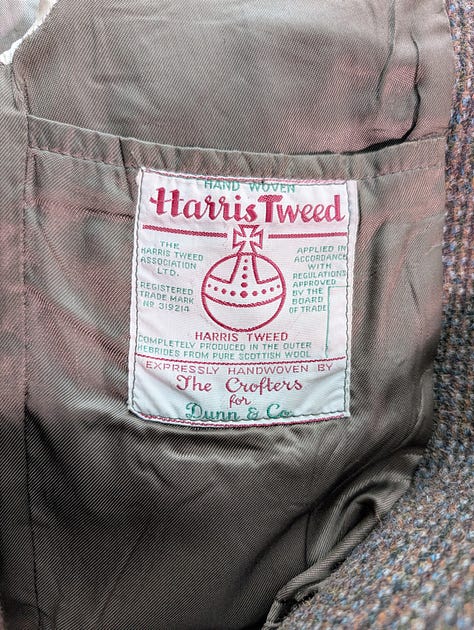 HAND WOVEN
Harris Tweed
THE
HARRIS TWEED
ASSOCIATION
LTD.
REGISTERED
TRADE MARK
No 319214
APPLIED IN
ACCORDANCE
WITH
REGULATIONS
APPROVED
BY THE
BOARD
OF TRADE
HARRIS TWEED
COMPLETELY PRODUCED IN THE OUTER
HEBRIDES FROM PURE SCOTTISH WOOL
EXPRESSLY HANDWOVEN BY
The Crofters
for
Dunn & Co.